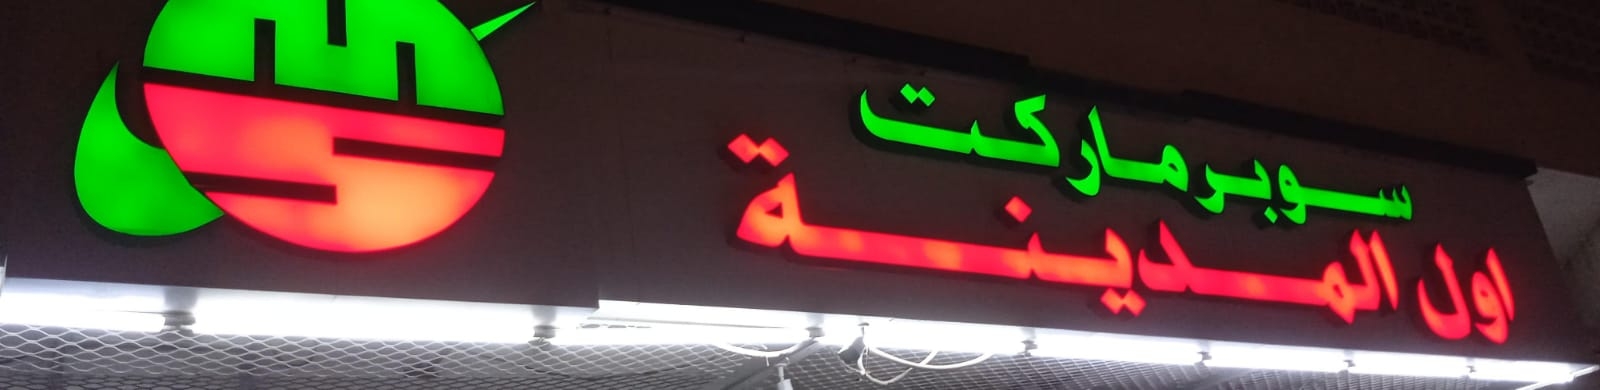 سوبرماركت
اول المدينة